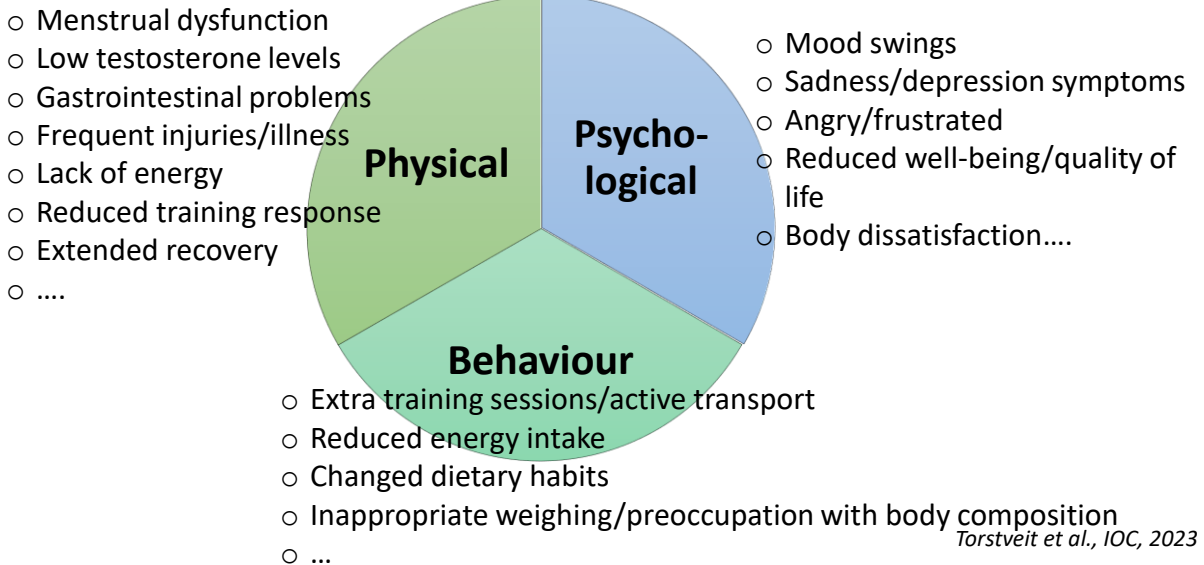 ○ Menstrual dysfunction
○ Low testosterone levels
○ Gastrointestinal problems
○ Frequent injuries/illness
○ Lack of energy
○ Reduced training response
○ Extended recovery
○ ....
Physical
Psycho-
logical
○ Mood swings
○ Sadness/depression symptoms
○ Angry/frustrated
○ Reduced well-being/quality of
life
○ Body dissatisfaction....
Behaviour
○ Extra training sessions/active transport
○ Reduced energy intake
○ Changed dietary habits
○ Inappropriate weighing/preoccupation with body composition
○ ...
Torstveit et al., IOC, 2023